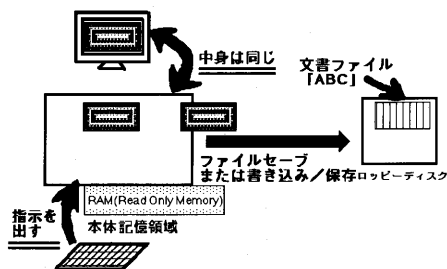 中身は同じ
文書ファイル
「ABC」
ファイルセーブ
または書き込み/保存
ロッピーディスク
RAM(Read Only Memory)
本体記憶領域
指示を
出す